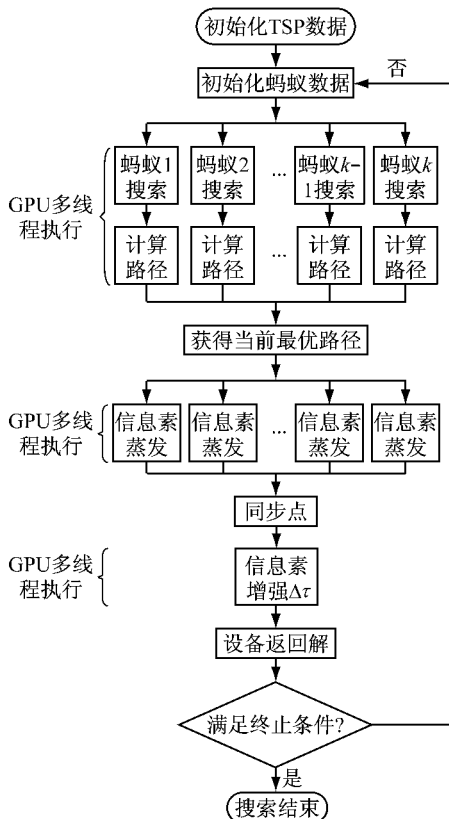 初始化TSP数据
否
初始化蚂蚁数据
蚂蚁1
搜索
蚂蚁2
搜索
...
蚂蚁k-
1搜索
蚂蚁k
搜索
GPU多线
程执行
计算
路径
计算
路径
...
计算
路径
计算
路径
获得当前最优路径
GPU多线
程执行
信息素
蒸发
信息素
蒸发
...
信息素
蒸发
信息素
蒸发
同步点
GPU多线
程执行
信息素
增强Δτ
设备返回解
满足终止条件?
是
搜索结束